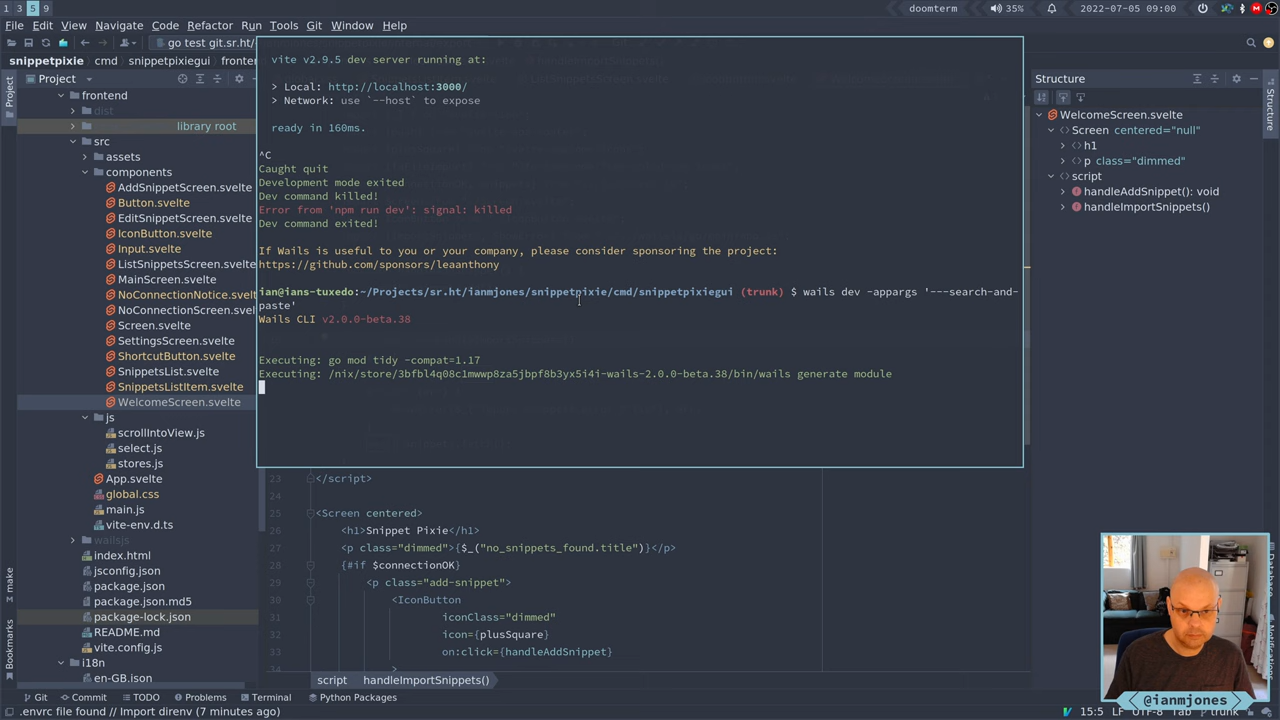 1 3 5 9
doomterm
35%
2022-07-05 09:00
File Edit View Navigate Code Refactor Run Tools Git Window Help
go test git.sr.ht/
snippetpixie cmd snippetpixiegui fronten
Project
Project
frontend
dist
library root
src
assets
components
AddSnippetScreen.svelte
Button.svelte
EditSnippetScreen.svelte
IconButton.svelte
Input.svelte
ListSnippetsScreen.svelte
MainScreen.svelte
NoConnectionNotice.svelte
NoConnectionScreen.svelte
Screen.svelte
SettingsScreen.svelte
ShortcutButton.svelte
SnippetsList.svelte
SnippetsListItem.svelte
WelcomeScreen.svelte
js
scrollIntoView.js
select.js
stores.js
App.svelte
global.css
main.js
vite-env.d.ts
wailsjs
index.html
jsconfig.json
package.json
package.json.md5
package-lock.json
README.md
vite.config.js
i18n
en-GB.json
make
Bookmarks
vite v2.9.5 dev server running at:
> Local: http://localhost:3000/
> Network: use `--host` to expose
ready in 160ms.
^C
Caught quit
Development mode exited
Dev command killed!
Error from 'npm run dev': signal: killed
Dev command exited!
If Wails is useful to you or your company, please consider sponsoring the project:
https://github.com/sponsors/leaanthony
ian@ians-tuxedo:~/Projects/sr.ht/ianmjones/snippetpixie/cmd/snippetpixiegui (trunk) $ wails dev -appargs '---search-and-
paste'
Wails CLI v2.0.0-beta.38
Executing: go mod tidy -compat=1.17
Executing: /nix/store/3bfbl4q08c1mwwp8za5jbpf8b3yx5i4i-wails-2.0.0-beta.38/bin/wails generate module
23 </script>
24
25 <Screen centered>
26 <h1>Snippet Pixie</h1>
27 <p class="dimmed">{$_("no_snippets_found.title")}</p>
28 {#if $connectionOK}
29 <p class="add-snippet">
30 <IconButton
31 iconClass="dimmed"
32 icon={plusSquare}
33 on:click={handleAddSnippet}
34 >
script handleImportSnippets()
Structure
Structure
WelcomeScreen.svelte
Screen centered="null"
h1
p class="dimmed"
script
handleAddSnippet(): void
handleImportSnippets()
Database
Notifications
@ianmjones
Git Commit TODO Problems Terminal Python Packages
.envrc file found // Import direnv (7 minutes ago)
15:5 LF UTF-8 Tab trunk